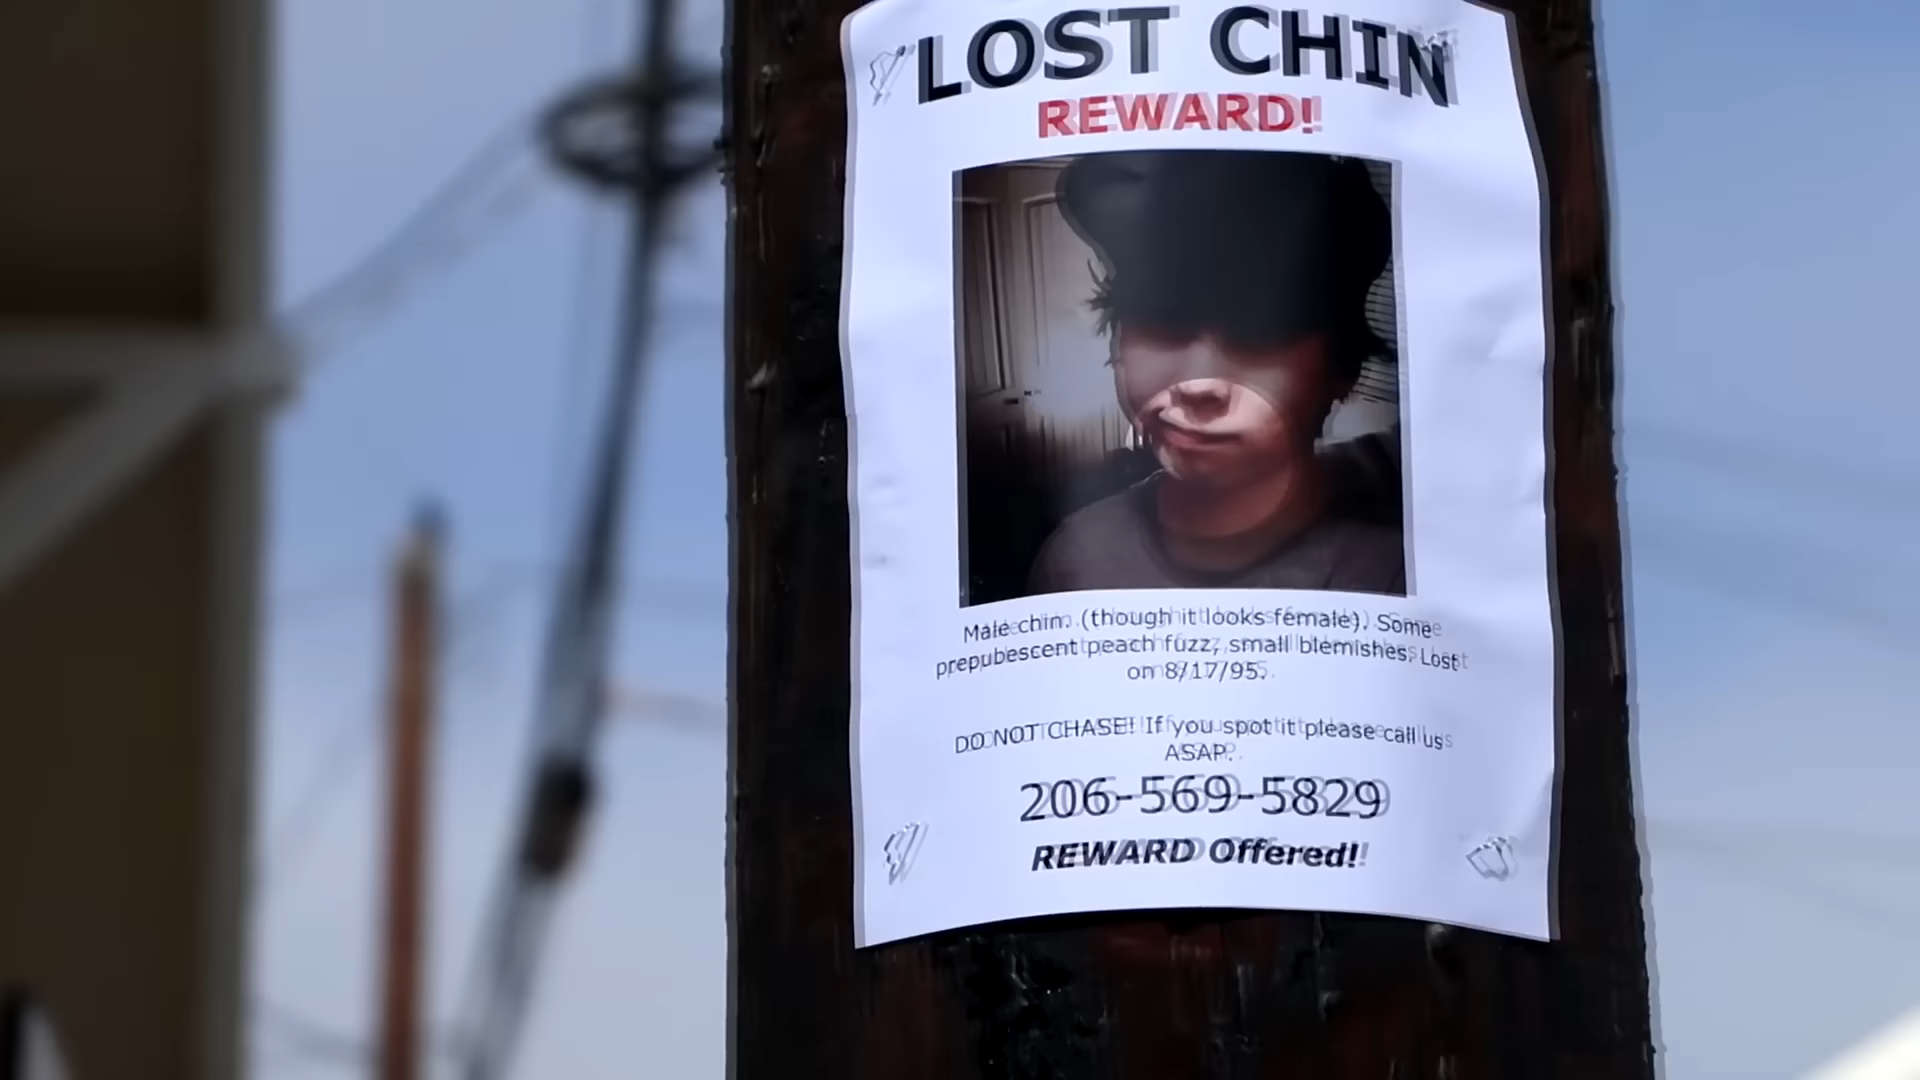 LOST CHIN
REWARD!
Male chin. (though it looks female). Some
prepubescent peach fuzz, small blemishes. Lost
on 8/17/95.
DO NOT CHASE! If you spot it please call us
ASAP.
206-569-5829
REWARD Offered!